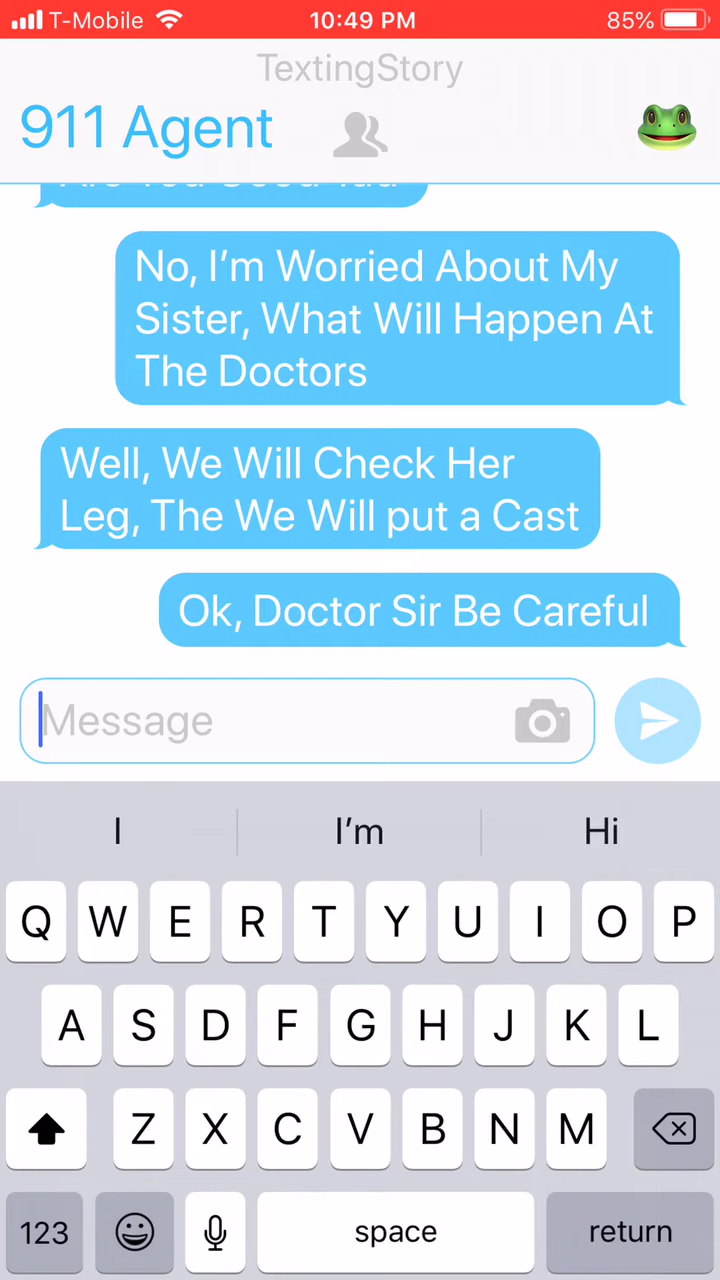 T-Mobile 10:49 PM 85%
TextingStory
911 Agent
No, I’m Worried About My
Sister, What Will Happen At
The Doctors
Well, We Will Check Her
Leg, The We Will put a Cast
Ok, Doctor Sir Be Careful
Message
I I’m Hi
Q W E R T Y U I O P
A S D F G H J K L
Z X C V B N M
123 space return